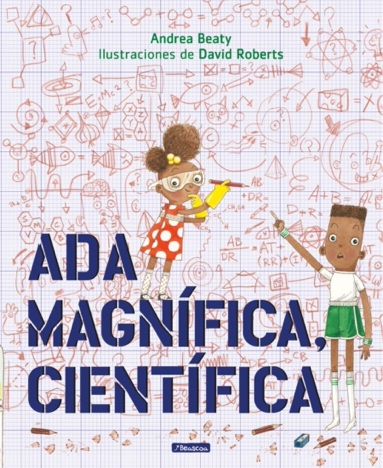 Andrea Beaty
Ilustraciones de David Roberts
ADA
MAGNÍFICA,
CIENTÍFICA
Beascoa